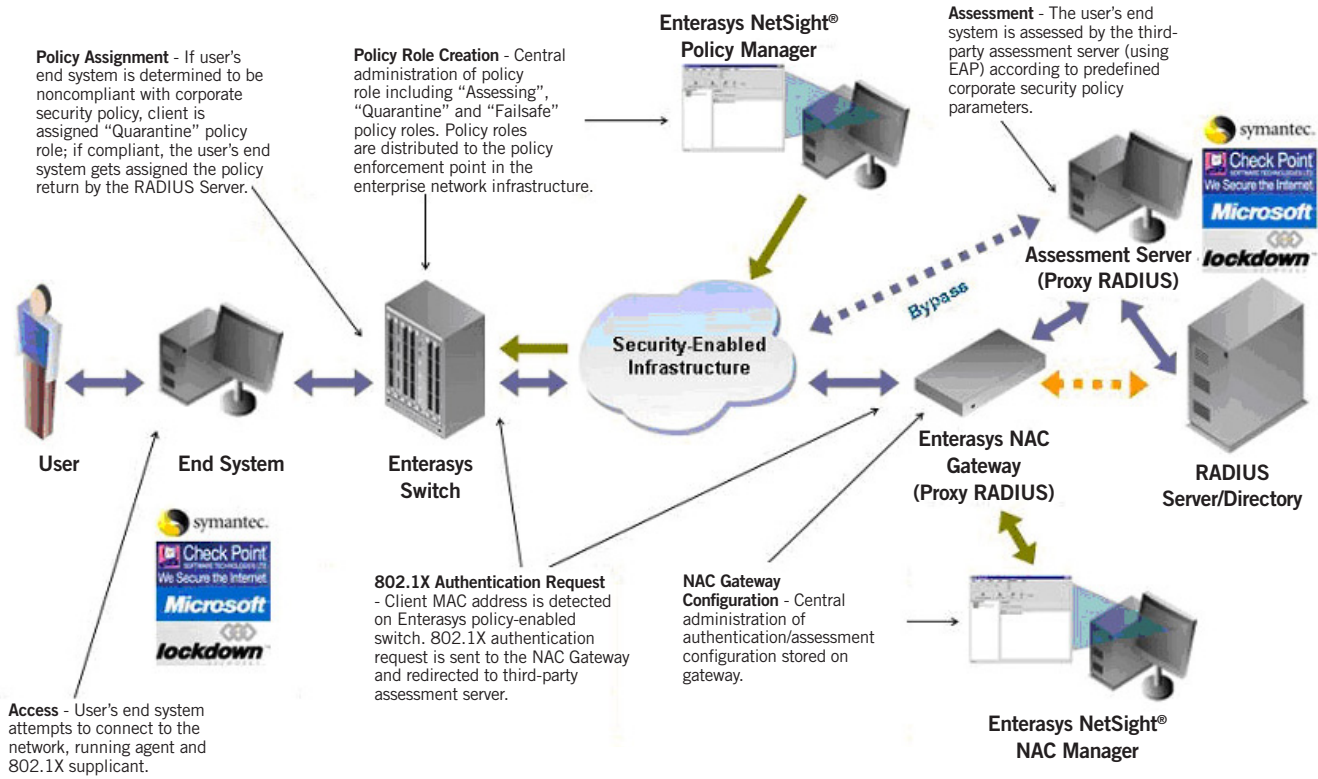 Enterasys NetSight®
Policy Manager
Assessment - The user’s end
system is assessed by the third-
party assessment server (using
EAP) according to predefined
corporate security policy
parameters.
Policy Assignment - If user’s
end system is determined to be
noncompliant with corporate
security policy, client is
assigned “Quarantine” policy
role; if compliant, the user’s end
system gets assigned the policy
return by the RADIUS Server.
Policy Role Creation - Central
administration of policy
role including “Assessing”,
“Quarantine” and “Failsafe”
policy roles. Policy roles
are distributed to the policy
enforcement point in the
enterprise network infrastructure.
symantec.
Check Point
SOFTWARE TECHNOLOGIES LTD
We Secure the Internet
Microsoft
lockdown
NETWORKS
Assessment Server
(Proxy RADIUS)
Bypass
Security-Enabled
Infrastructure
User
End System
Enterasys
Switch
Enterasys NAC
Gateway
(Proxy RADIUS)
RADIUS
Server/Directory
symantec.
Check Point
SOFTWARE TECHNOLOGIES LTD
We Secure the Internet
Microsoft
lockdown
NETWORKS
802.1X Authentication Request
- Client MAC address is detected
on Enterasys policy-enabled
switch. 802.1X authentication
request is sent to the NAC Gateway
and redirected to third-party
assessment server.
NAC Gateway
Configuration - Central
administration of
authentication/assessment
configuration stored on
gateway.
Enterasys NetSight®
NAC Manager
Access - User’s end system
attempts to connect to the
network, running agent and
802.1X supplicant.